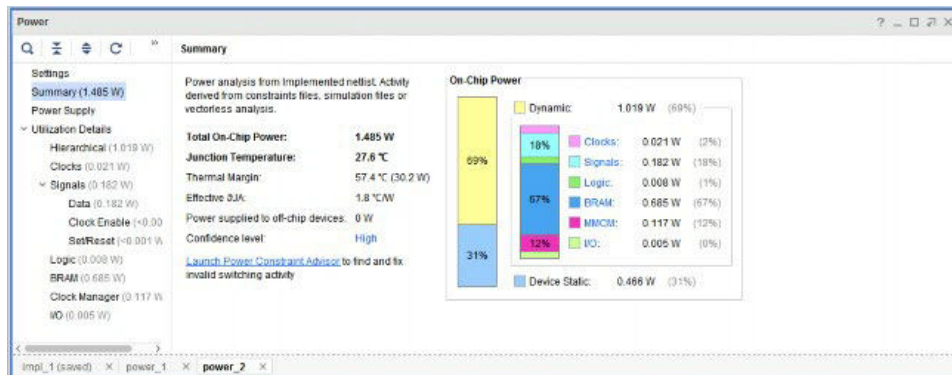 Power
? _ □ ↗ ×
»
Summary
Settings
Summary (1.485 W)
Power Supply
Utilization Details
Hierarchical (1.019 W)
Clocks (0.021 W)
Signals (0.182 W)
Data (0.182 W)
Clock Enable (<0.00
Set/Reset (<0.001 W
Logic (0.008 W)
BRAM (0.685 W)
Clock Manager (0.117 W
I/O (0.005 W)
Power analysis from Implemented netlist. Activity
derived from constraints files, simulation files or
vectorless analysis.
Total On-Chip Power: 1.485 W
Junction Temperature: 27.6 °C
Thermal Margin: 57.4 °C (30.2 W)
Effective ϑJA: 1.8 °C/W
Power supplied to off-chip devices: 0 W
Confidence level: High
Launch Power Constraint Advisor to find and fix
invalid switching activity
On-Chip Power
69%
31%
Dynamic: 1.019 W (69%)
18%
67%
12%
Clocks: 0.021 W (2%)
Signals: 0.182 W (18%)
Logic: 0.008 W (1%)
BRAM: 0.685 W (67%)
MMCM: 0.117 W (12%)
I/O: 0.005 W (0%)
Device Static: 0.466 W (31%)
impl_1 (saved) × power_1 × power_2 ×